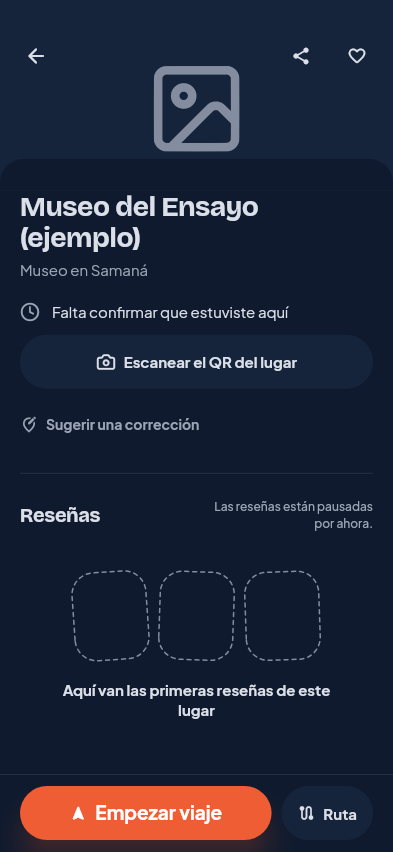 Museo del Ensayo
(ejemplo)
Museo en Samaná
Falta confirmar que estuviste aquí
Escanear el QR del lugar
Sugerir una corrección
Reseñas
Las reseñas están pausadas
por ahora.
Aquí van las primeras reseñas de este
lugar
Empezar viaje
Ruta